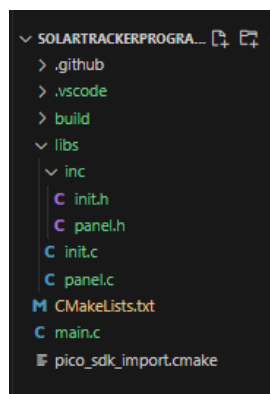 SOLARTRACKERPROGRA...
.github
.vscode
build
libs
inc
C init.h
C panel.h
C init.c
C panel.c
M CMakeLists.txt
C main.c
pico_sdk_import.cmake